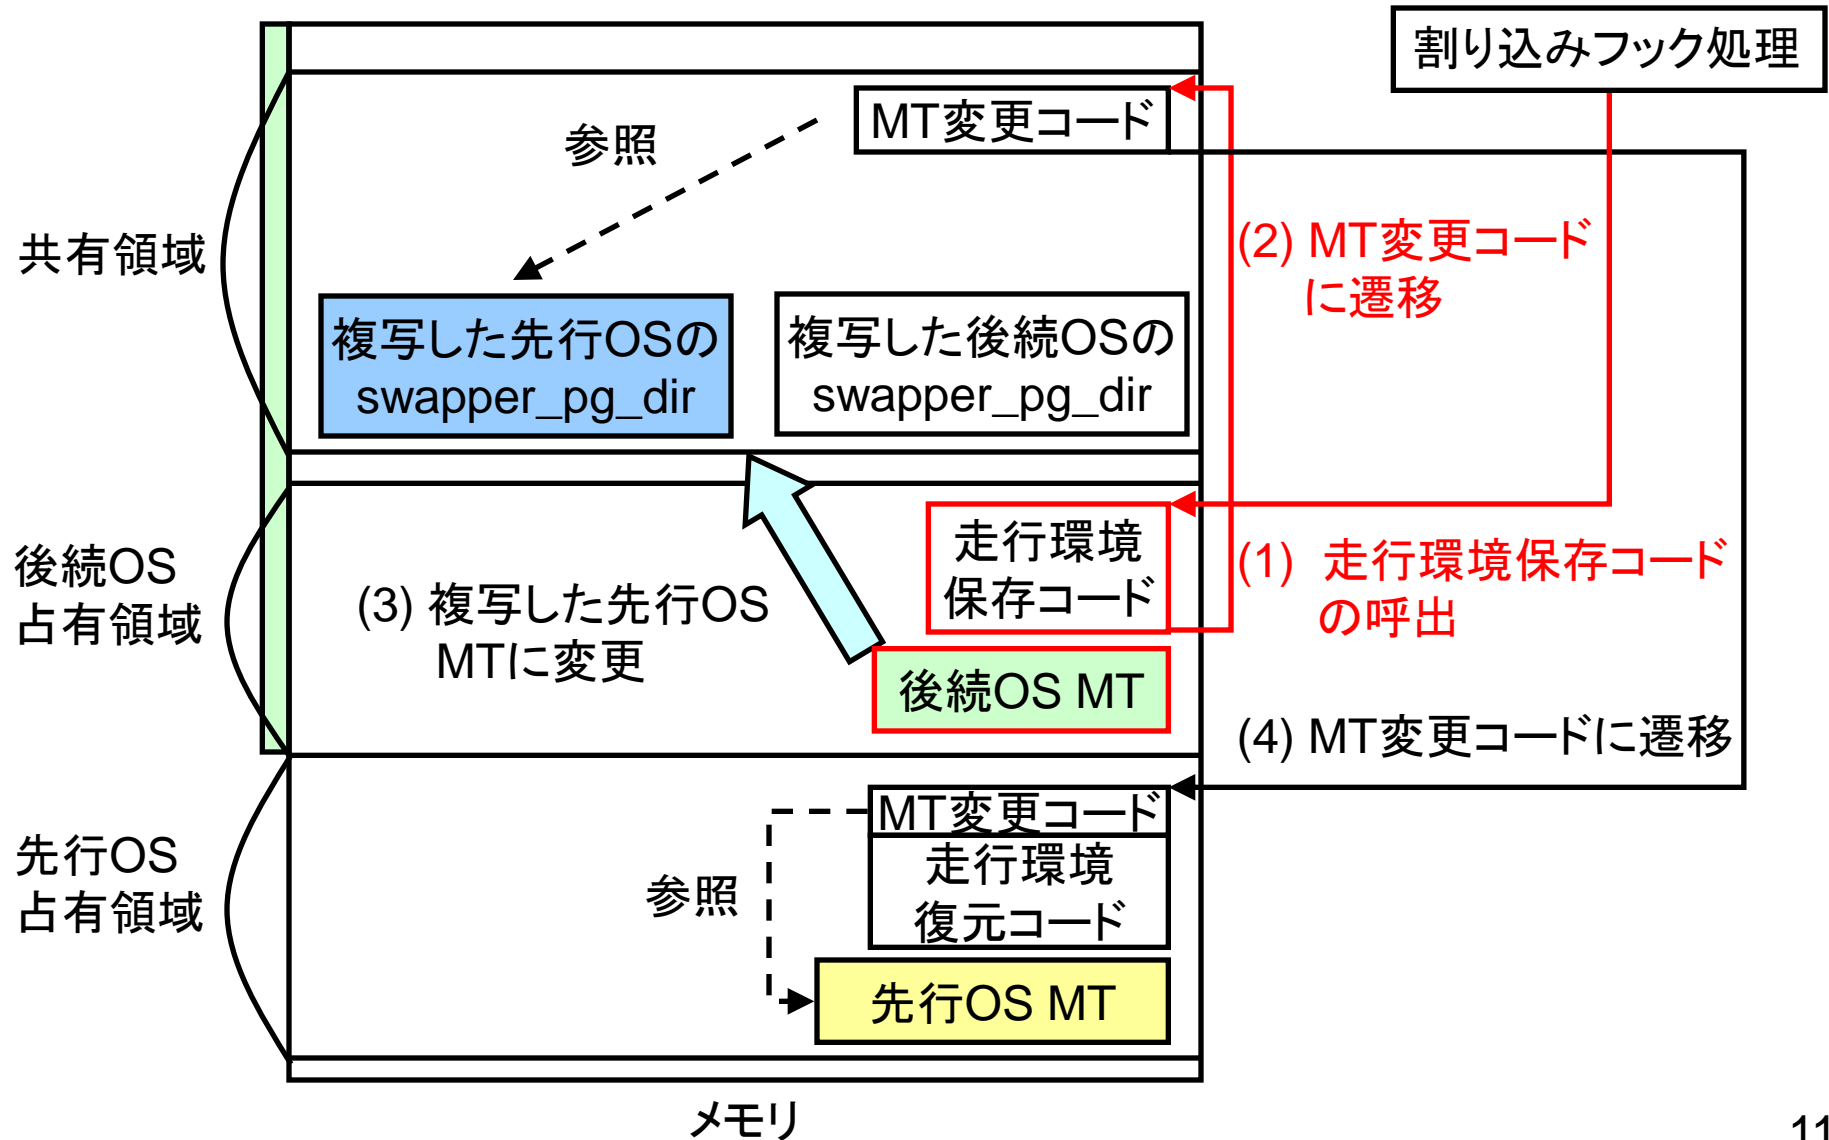 割り込みフック処理
MT変更コード
参照
共有領域
(2) MT変更コード
に遷移
複写した先行OSの
swapper_pg_dir
複写した後続OSの
swapper_pg_dir
後続OS
占有領域
(3) 複写した先行OS
MTに変更
走行環境
保存コード
(1) 走行環境保存コード
の呼出
後続OS MT
(4) MT変更コードに遷移
先行OS
占有領域
参照
MT変更コード
走行環境
復元コード
先行OS MT
メモリ
11